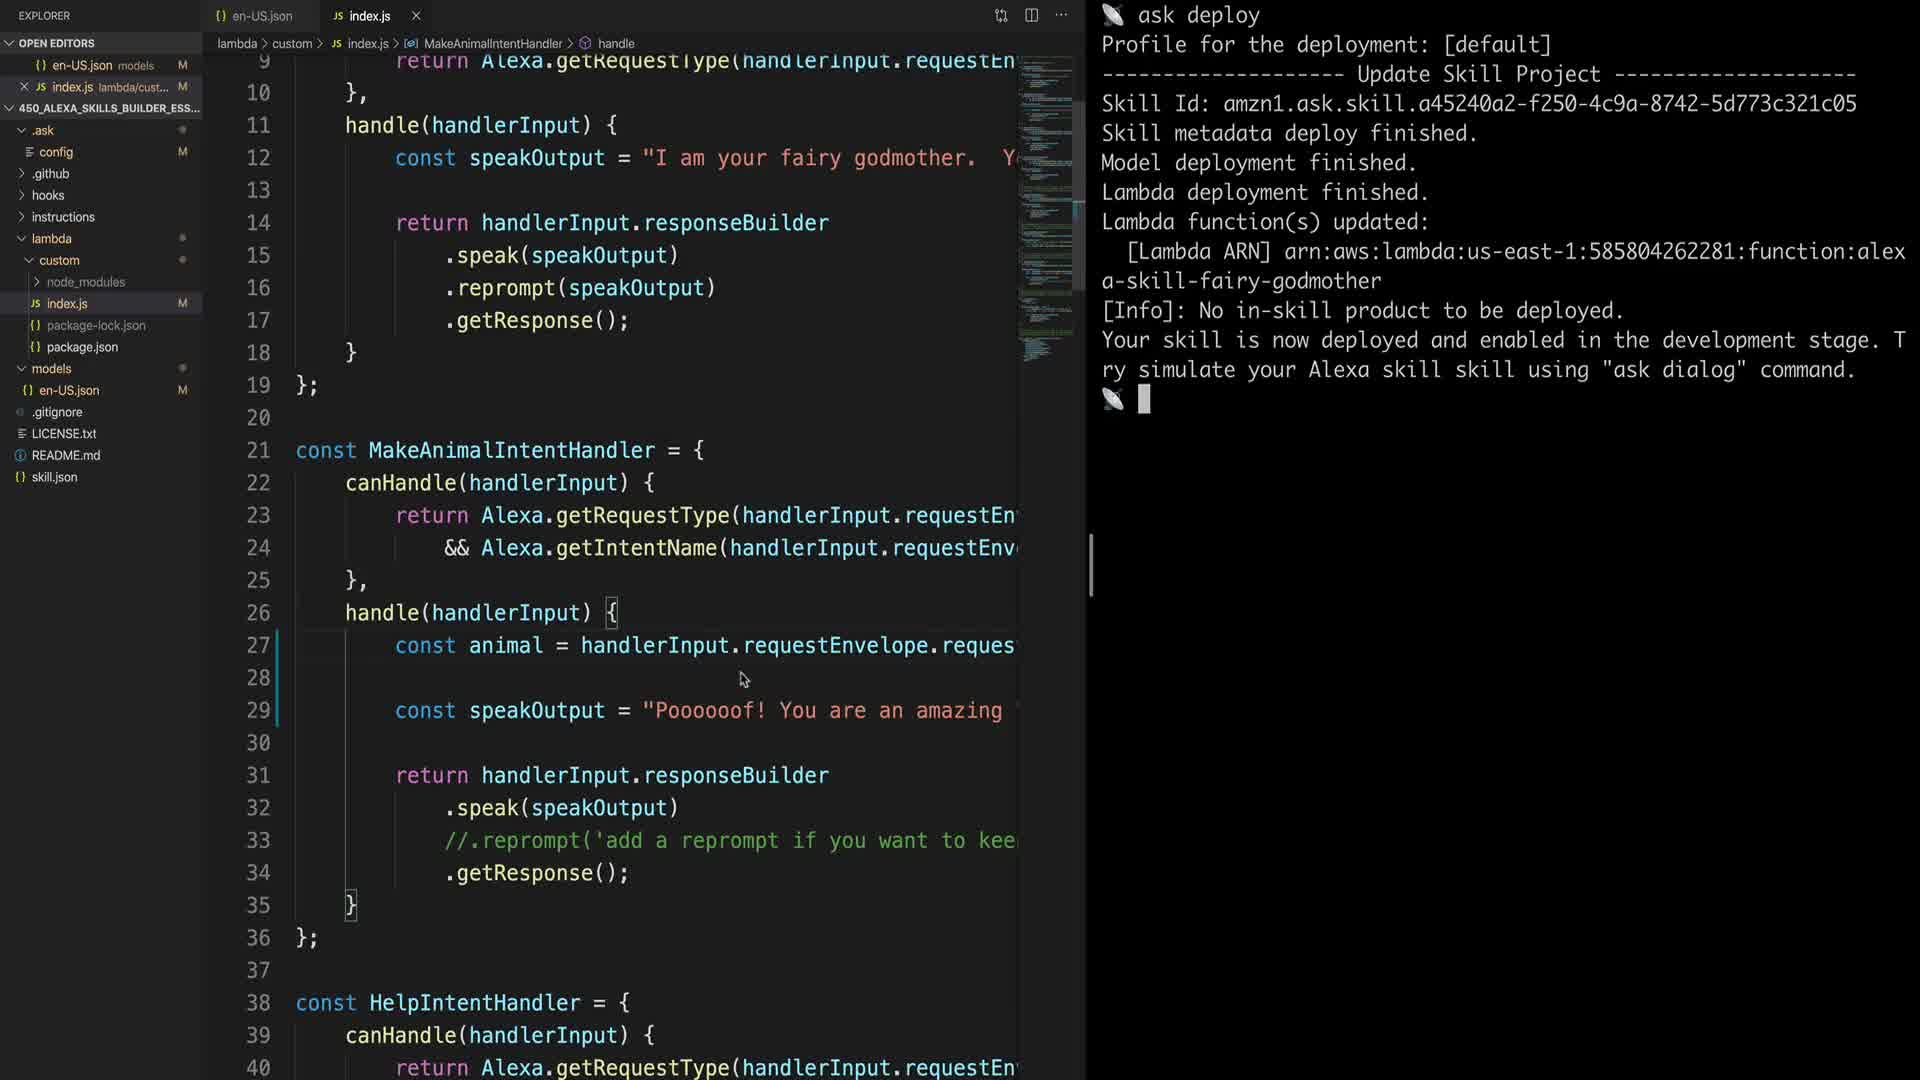 EXPLORER
OPEN EDITORS
en-US.json models M
index.js lambda/cust... M
450_ALEXA_SKILLS_BUILDER_ESS...
.ask
config M
.github
hooks
instructions
lambda
custom
node_modules
JS index.js M
package-lock.json
package.json
models
en-US.json M
.gitignore
LICENSE.txt
README.md
skill.json
en-US.json
JS index.js
lambda > custom > JS index.js > MakeAnimalIntentHandler > handle
9 return Alexa.getRequestType(handlerInput.requestEn
10 },
11 handle(handlerInput) {
12 const speakOutput = "I am your fairy godmother. Y
13
14 return handlerInput.responseBuilder
15 .speak(speakOutput)
16 .reprompt(speakOutput)
17 .getResponse();
18 }
19 };
20
21 const MakeAnimalIntentHandler = {
22 canHandle(handlerInput) {
23 return Alexa.getRequestType(handlerInput.requestEn
24 && Alexa.getIntentName(handlerInput.requestEnv
25 },
26 handle(handlerInput) {
27 const animal = handlerInput.requestEnvelope.reques
28
29 const speakOutput = "Poooooof! You are an amazing
30
31 return handlerInput.responseBuilder
32 .speak(speakOutput)
33 //.reprompt('add a reprompt if you want to kee
34 .getResponse();
35 }
36 };
37
38 const HelpIntentHandler = {
39 canHandle(handlerInput) {
40 return Alexa.getRequestType(handlerInput.requestEn
ask deploy
Profile for the deployment: [default]
-------------------- Update Skill Project --------------------
Skill Id: amzn1.ask.skill.a45240a2-f250-4c9a-8742-5d773c321c05
Skill metadata deploy finished.
Model deployment finished.
Lambda deployment finished.
Lambda function(s) updated:
[Lambda ARN] arn:aws:lambda:us-east-1:585804262281:function:alex
a-skill-fairy-godmother
[Info]: No in-skill product to be deployed.
Your skill is now deployed and enabled in the development stage. T
ry simulate your Alexa skill skill using "ask dialog" command.